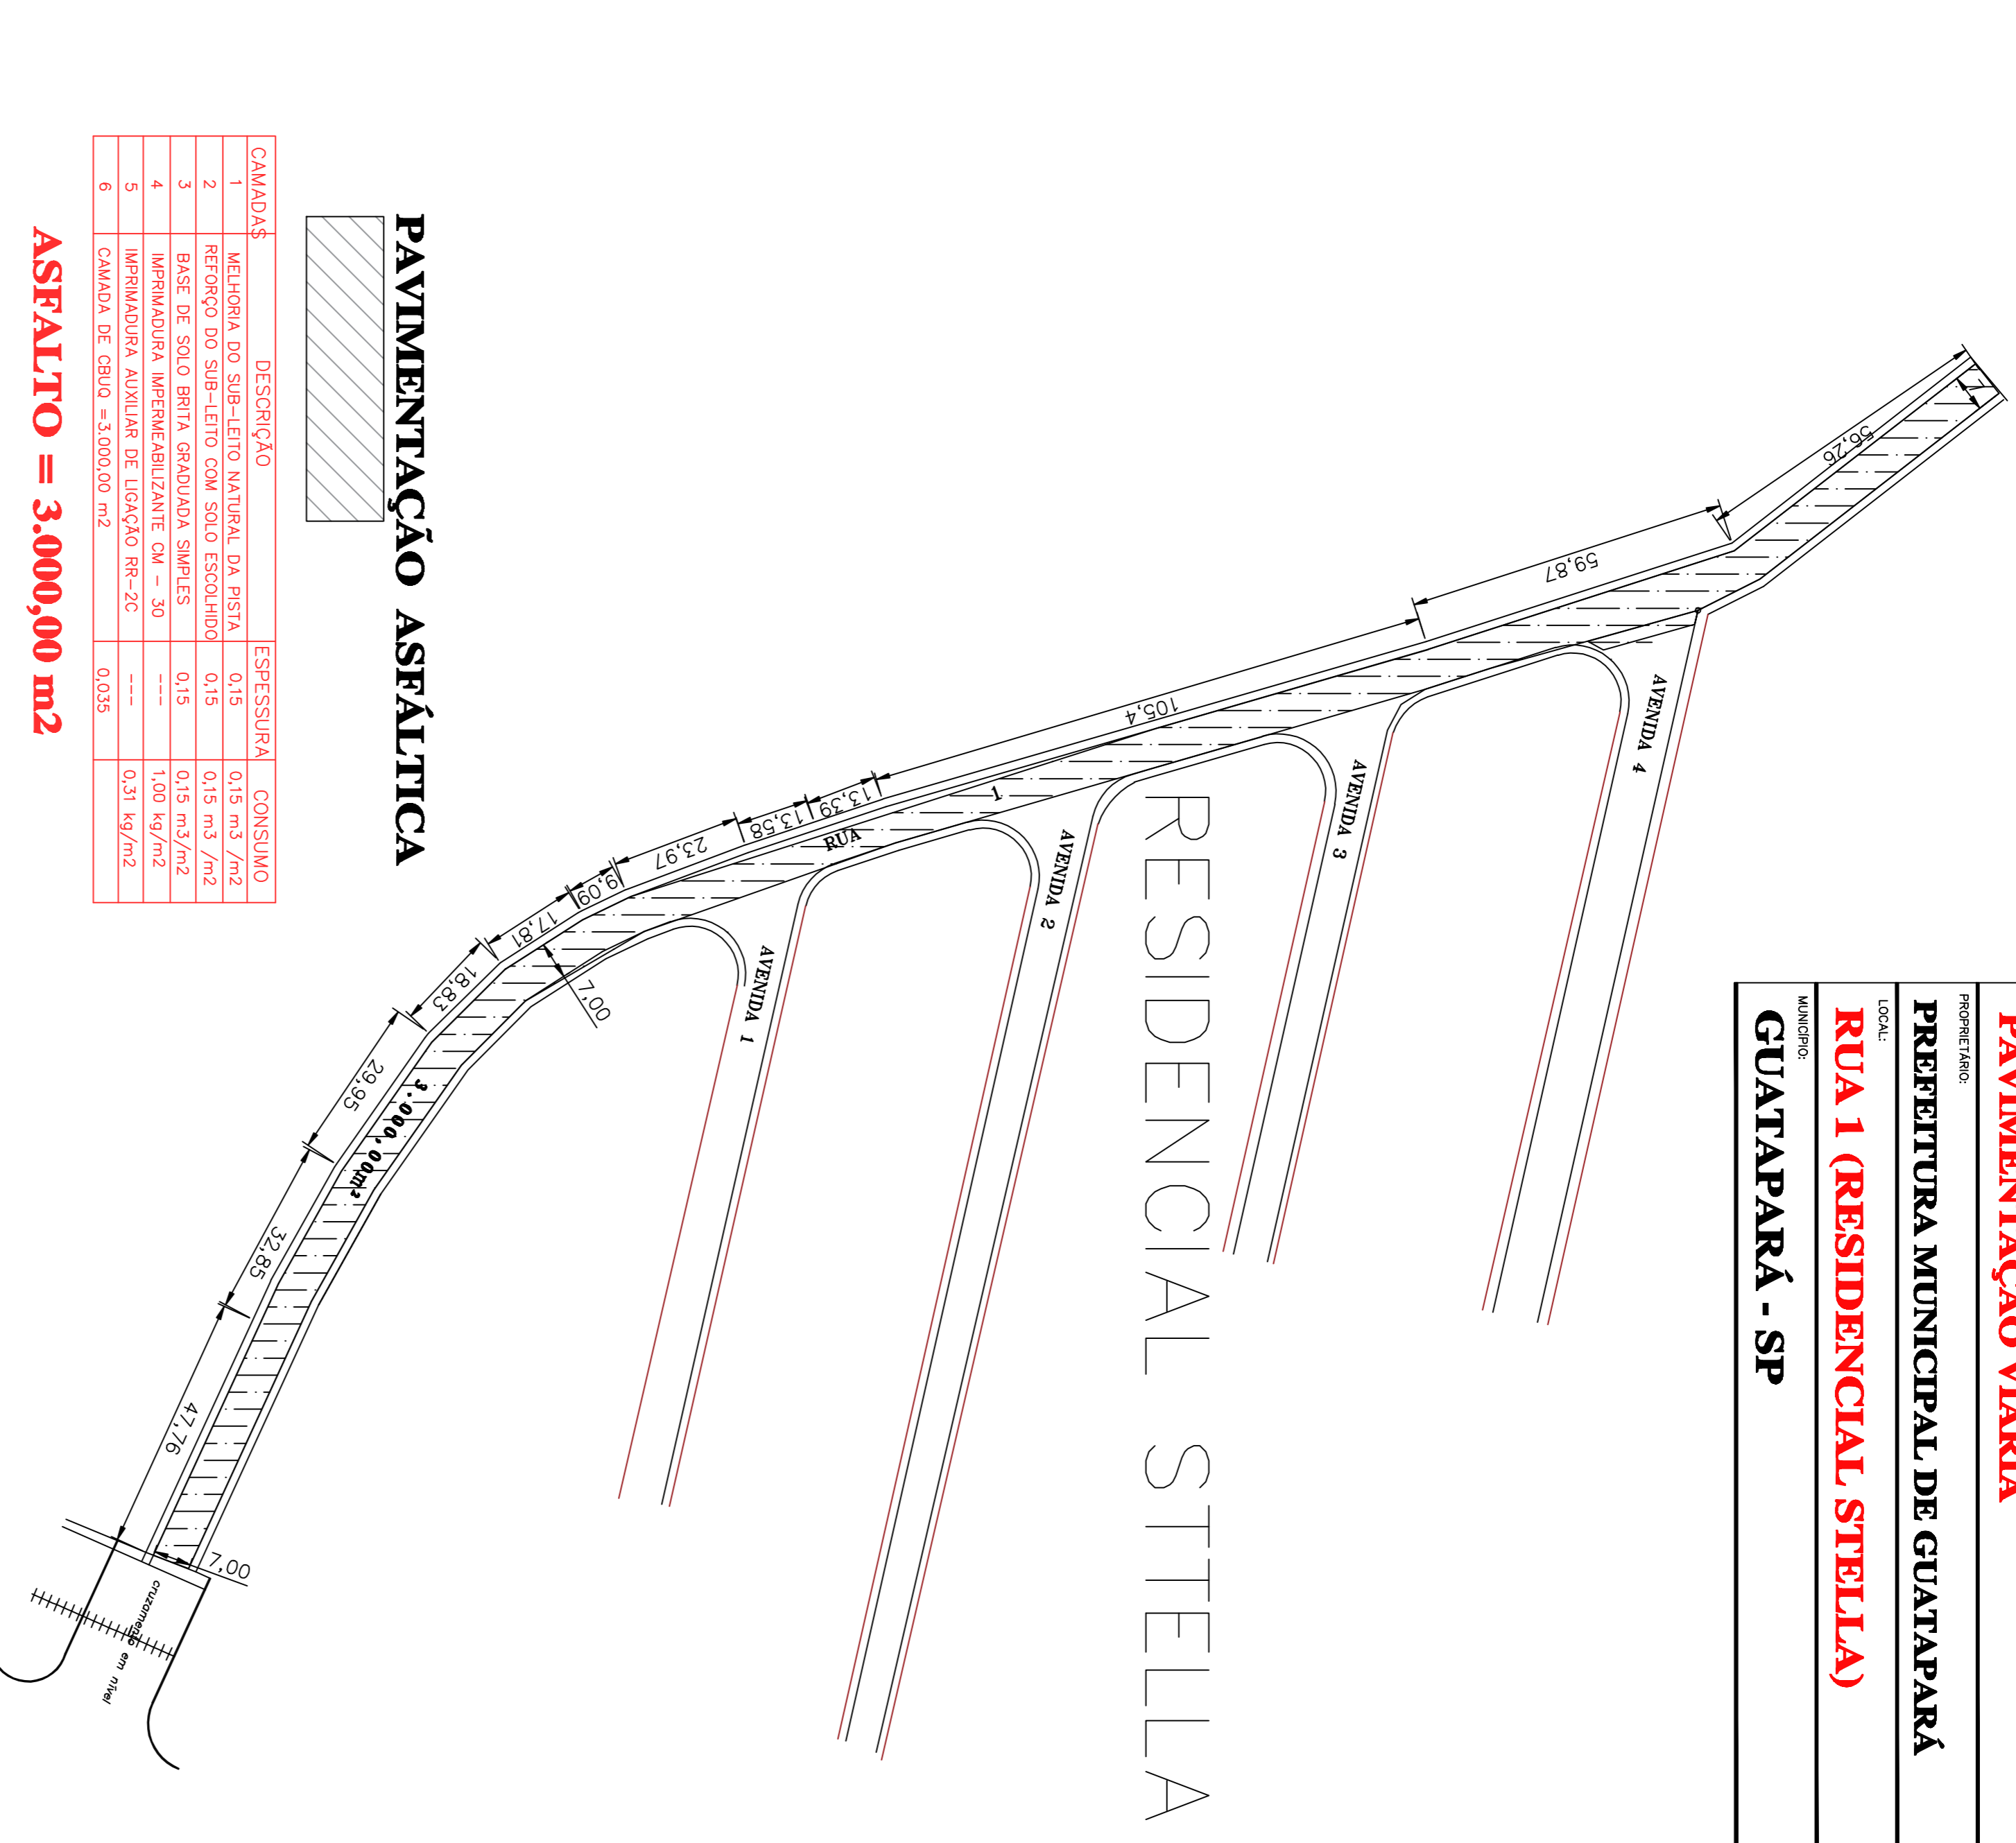 PAVIMENTAÇÃO VIÁRIA
PROPRIETÁRIO:
PREFEITURA MUNICIPAL DE GUATAPARÁ
LOCAL:
RUA 1 (RESIDENCIAL STELLA)
MUNICÍPIO:
GUATAPARÁ - SP
7
56,26
59,87
105,4
13,39
13,58
23,97
9,09
17,81
18,83
29,95
32,85
47,76
7,00
7,00
RUA 1
AVENIDA 4
AVENIDA 3
AVENIDA 2
AVENIDA 1
3.000,00m²
RESIDENCIAL STTELLA
cruzamento em nível
PAVIMENTAÇÃO ASFÁLTICA
CAMADAS DESCRIÇÃO ESPESSURA CONSUMO
1 MELHORIA DO SUB-LEITO NATURAL DA PISTA 0,15 0,15 m3 /m2
2 REFORÇO DO SUB-LEITO COM SOLO ESCOLHIDO 0,15 0,15 m3 /m2
3 BASE DE SOLO BRITA GRADUADA SIMPLES 0,15 0,15 m3/m2
4 IMPRIMADURA IMPERMEABILIZANTE CM - 30 --- 1,00 kg/m2
5 IMPRIMADURA AUXILIAR DE LIGAÇÃO RR-2C --- 0,31 kg/m2
6 CAMADA DE CBUQ =3.000,00 m2 0,035
ASFALTO = 3.000,00 m2